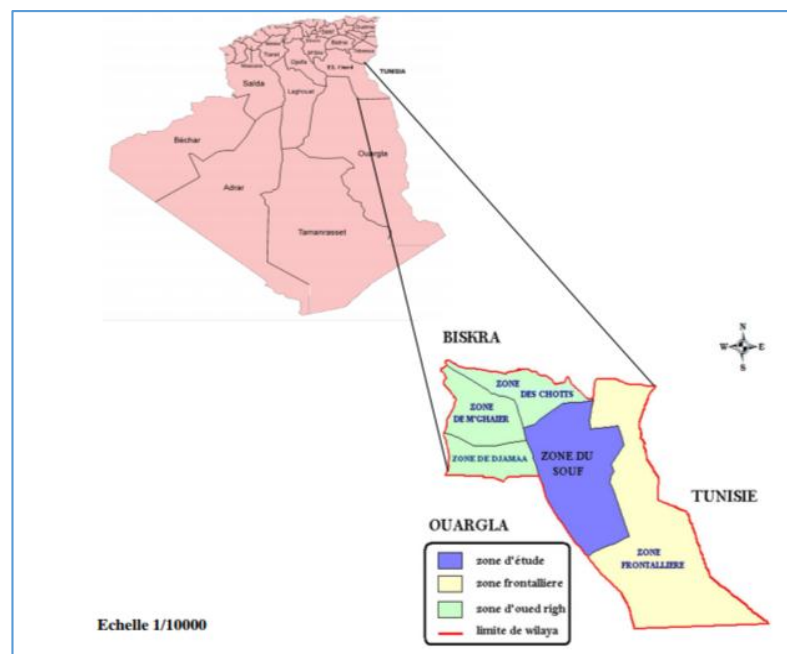 TUNISIA
EL Oued
Djelfa
Laghouat
Saïda
Béchar
Ouargla
Adrar
Tamanrasset
BISKRA
N
W E
S
ZONE
DES CHOTTS
ZONE
DE M'GHAIER
ZONE DE DJAMAA
ZONE DU
SOUF
TUNISIE
OUARGLA
ZONE
FRONTALLIERE
zone d'étude
zone frontalliere
zone d'oued righ
limite de wilaya
Echelle 1/10000